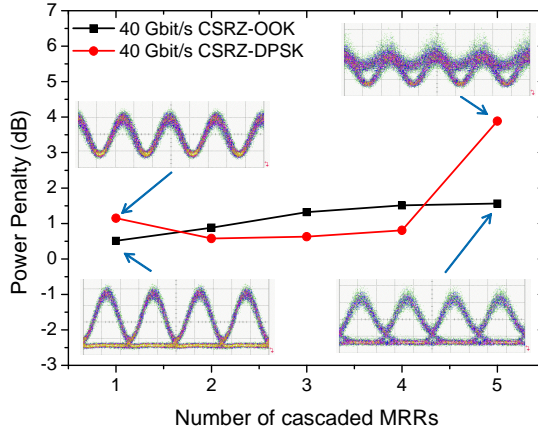 7
6
5
4
3
2
1
0
-1
-2
-3
Power Penalty (dB)
40 Gbit/s CSRZ-OOK
40 Gbit/s CSRZ-DPSK
1 2 3 4 5
Number of cascaded MRRs